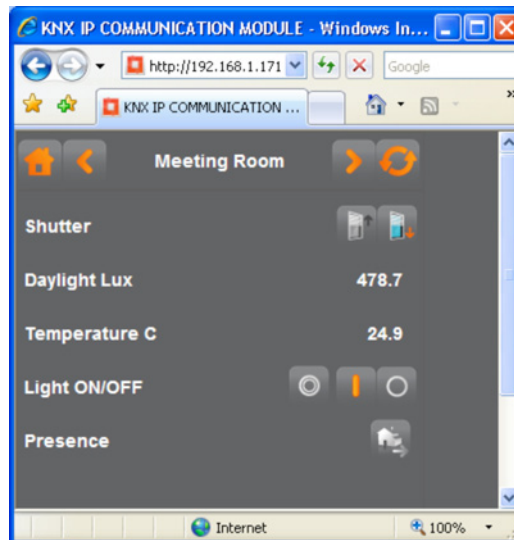 KNX IP COMMUNICATION MODULE - Windows In...
http://192.168.1.171
Google
KNX IP COMMUNICATION ...
»
Meeting Room
Shutter
Daylight Lux 478.7
Temperature C 24.9
Light ON/OFF
Presence
Internet 100%